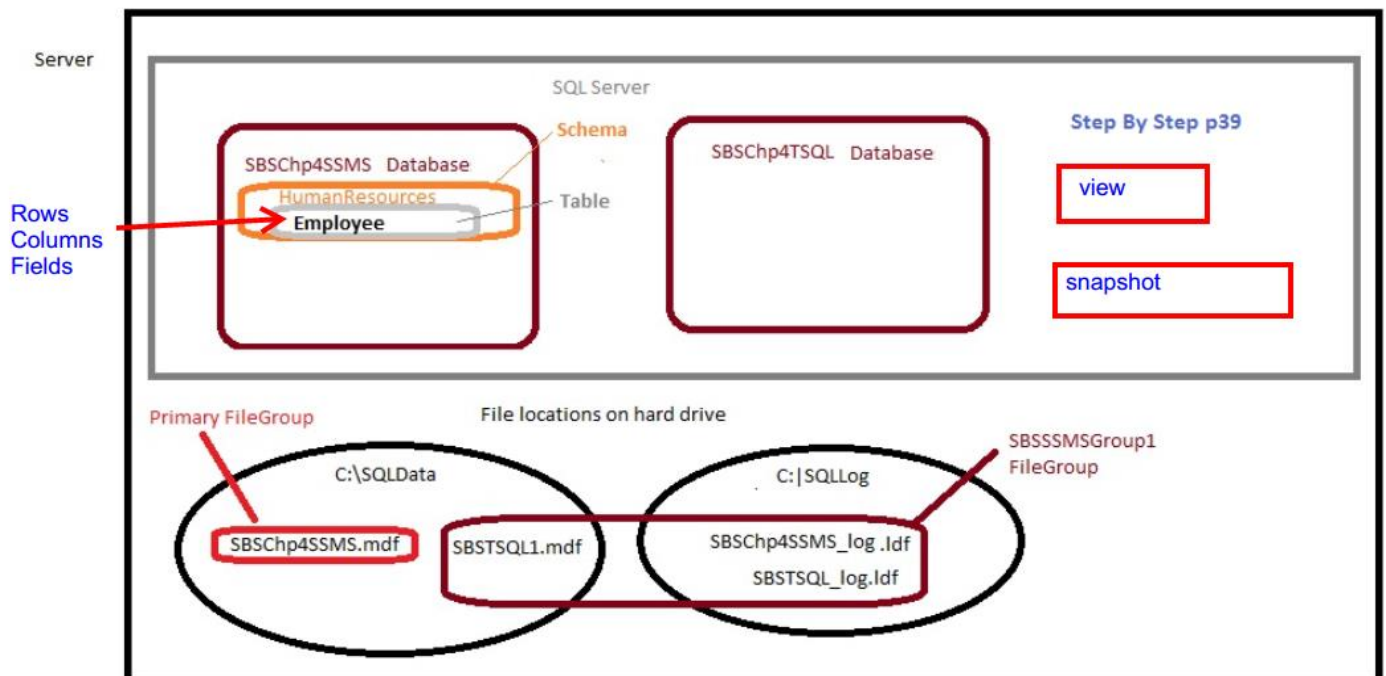 Server
SQL Server
Schema
Step By Step p39
SBSChp4SSMS Database
SBSChp4TSQL Database
view
HumanResources
Table
Rows
Columns
Fields
Employee
snapshot
Primary FileGroup
File locations on hard drive
SBSSSMSGroup1
FileGroup
C:\SQLData
C:|SQLLog
SBSChp4SSMS.mdf
SBSTSQL1.mdf
SBSChp4SSMS_log .ldf
SBSTSQL_log.ldf